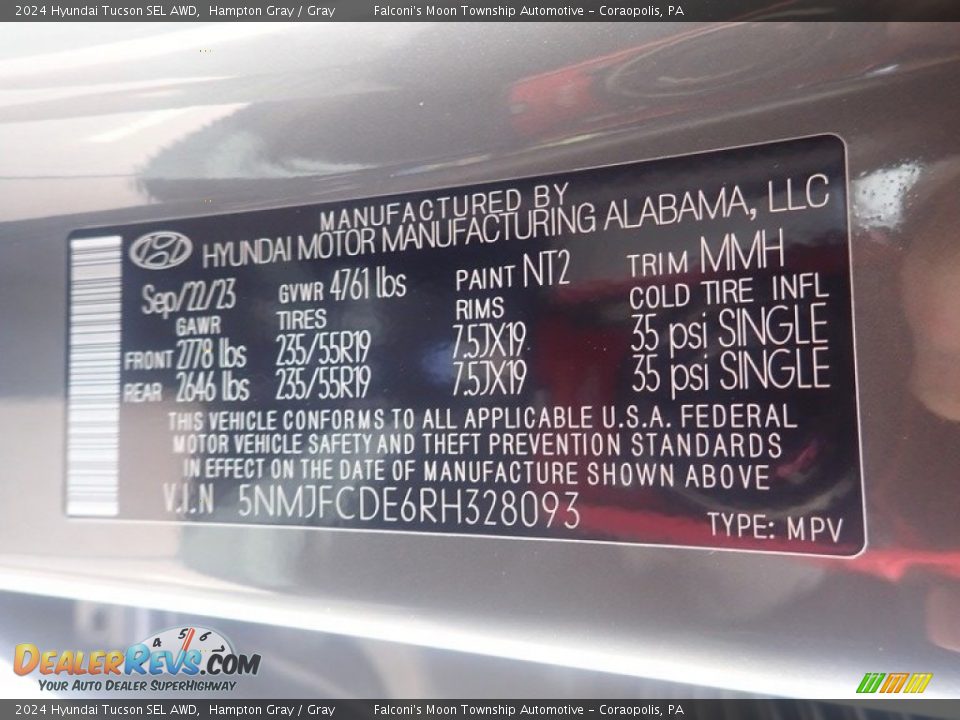 2024 Hyundai Tucson SEL AWD, Hampton Gray / Gray Falconi's Moon Township Automotive - Coraopolis, PA
MANUFACTURED BY
HYUNDAI MOTOR MANUFACTURING ALABAMA, LLC
Sep/22/23 GVWR 4761 lbs PAINT NT2 TRIM MMH
GAWR TIRES RIMS COLD TIRE INFL
FRONT 2778 lbs 235/55R19 7.5JX19 35 psi SINGLE
REAR 2646 lbs 235/55R19 7.5JX19 35 psi SINGLE
THIS VEHICLE CONFORMS TO ALL APPLICABLE U.S.A. FEDERAL
MOTOR VEHICLE SAFETY AND THEFT PREVENTION STANDARDS
IN EFFECT ON THE DATE OF MANUFACTURE SHOWN ABOVE
V.I.N 5NMJFCDE6RH328093 TYPE: MPV
4 5 6
DEALERREVS.COM
YOUR AUTO DEALER SUPERHIGHWAY
2024 Hyundai Tucson SEL AWD, Hampton Gray / Gray Falconi's Moon Township Automotive - Coraopolis, PA